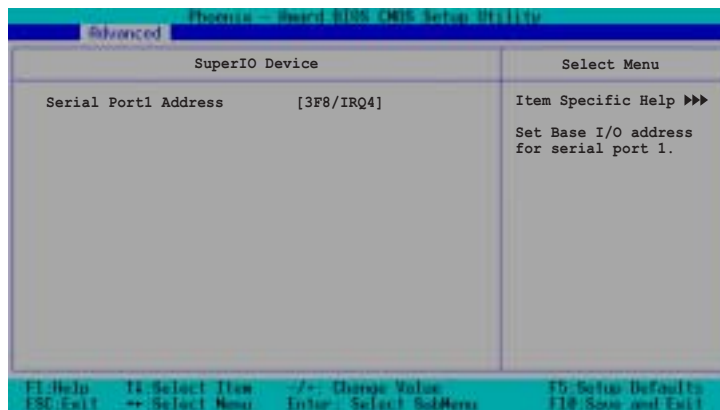 Phoenix - Award BIOS CMOS Setup Utility
Advanced
SuperIO Device
Select Menu
Serial Port1 Address [3F8/IRQ4]
Item Specific Help ▶▶▶
Set Base I/O address
for serial port 1.
F1:Help ↑↓:Select Item -/+: Change Value F5:Setup Defaults
ESC:Exit ↔:Select Menu Enter: Select SubMenu F10:Save and Exit